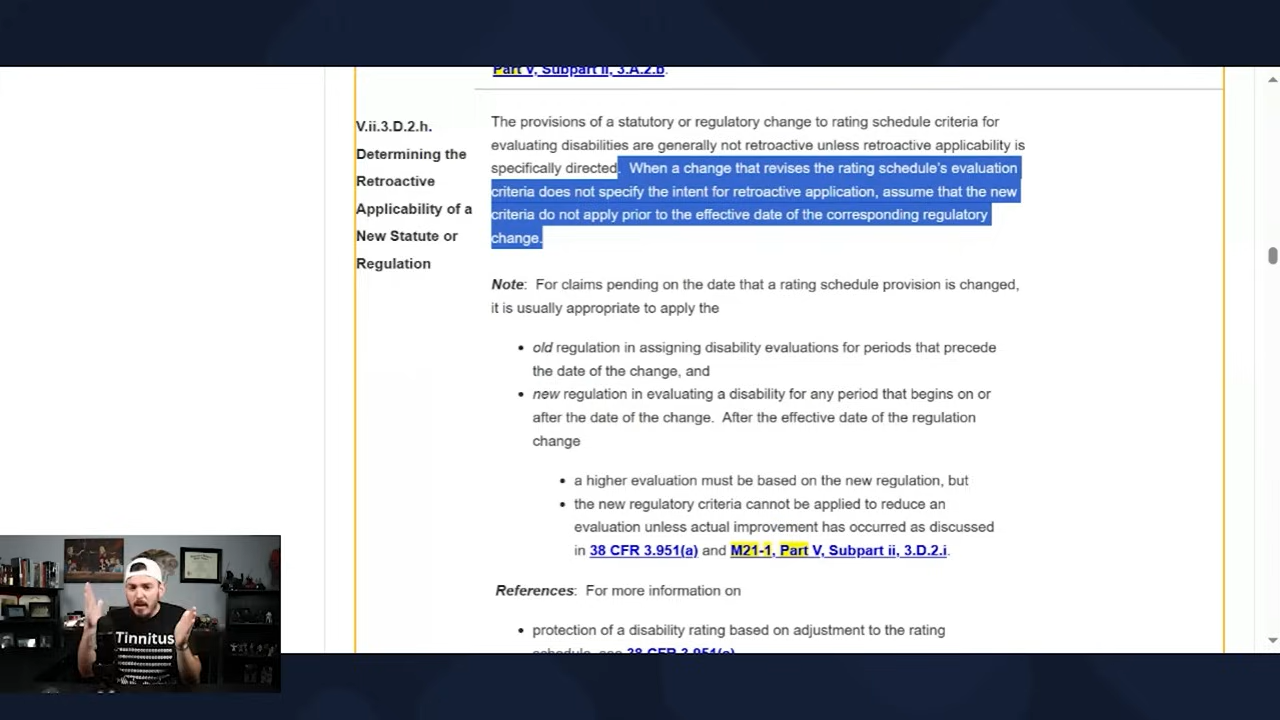 Part V, Subpart ii, 3.A.2.b.
V.ii.3.D.2.h.
Determining the
Retroactive
Applicability of a
New Statute or
Regulation
The provisions of a statutory or regulatory change to rating schedule criteria for
evaluating disabilities are generally not retroactive unless retroactive applicability is
specifically directed.  When a change that revises the rating schedule's evaluation
criteria does not specify the intent for retroactive application, assume that the new
criteria do not apply prior to the effective date of the corresponding regulatory
change.
Note:  For claims pending on the date that a rating schedule provision is changed,
it is usually appropriate to apply the
• old regulation in assigning disability evaluations for periods that precede
the date of the change, and
• new regulation in evaluating a disability for any period that begins on or
after the date of the change.  After the effective date of the regulation
change
• a higher evaluation must be based on the new regulation, but
• the new regulatory criteria cannot be applied to reduce an
evaluation unless actual improvement has occurred as discussed
in 38 CFR 3.951(a) and M21-1, Part V, Subpart ii, 3.D.2.i.
References:  For more information on
• protection of a disability rating based on adjustment to the rating
schedule, see 38 CFR 3.951(a)
Tinnitus